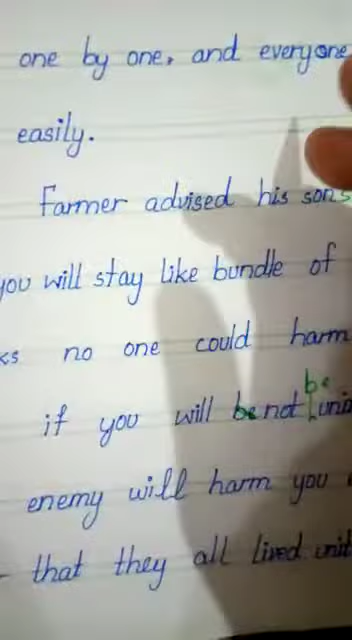 one by one, and everyone
easily.
Farmer advised his sons
you will stay like bundle of
no one could harm
if you will be not be
enemy will harm you
that they all lived